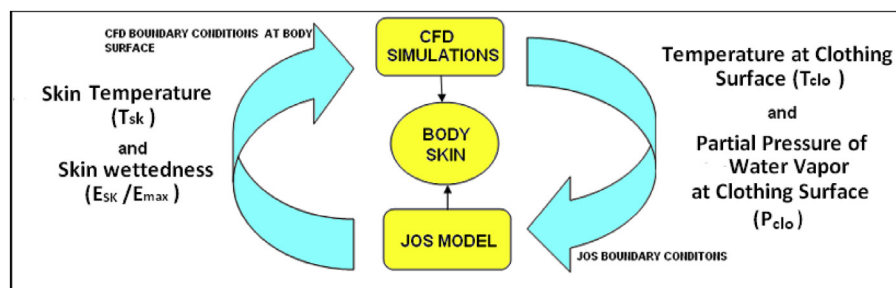 CFD BOUNDARY CONDITIONS AT BODY
SURFACE
Skin Temperature
(Tsk)
and
Skin wettedness
(ESK /Emax)
CFD
SIMULATIONS
BODY
SKIN
JOS MODEL
Temperature at Clothing
Surface (Tclo)
and
Partial Pressure of
Water Vapor
at Clothing Surface
(Pclo)
JOS BOUNDARY CONDITONS